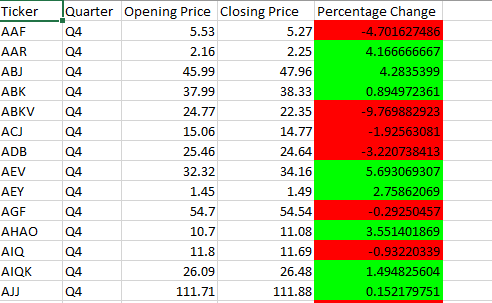 Ticker Quarter Opening Price Closing Price Percentage Change
AAF Q4 5.53 5.27 -4.701627486
AAR Q4 2.16 2.25 4.166666667
ABJ Q4 45.99 47.96 4.2835399
ABK Q4 37.99 38.33 0.894972361
ABKV Q4 24.77 22.35 -9.769882923
ACJ Q4 15.06 14.77 -1.92563081
ADB Q4 25.46 24.64 -3.220738413
AEV Q4 32.32 34.16 5.693069307
AEY Q4 1.45 1.49 2.75862069
AGF Q4 54.7 54.54 -0.29250457
AHAO Q4 10.7 11.08 3.551401869
AIQ Q4 11.8 11.69 -0.93220339
AIQK Q4 26.09 26.48 1.494825604
AJJ Q4 111.71 111.88 0.152179751